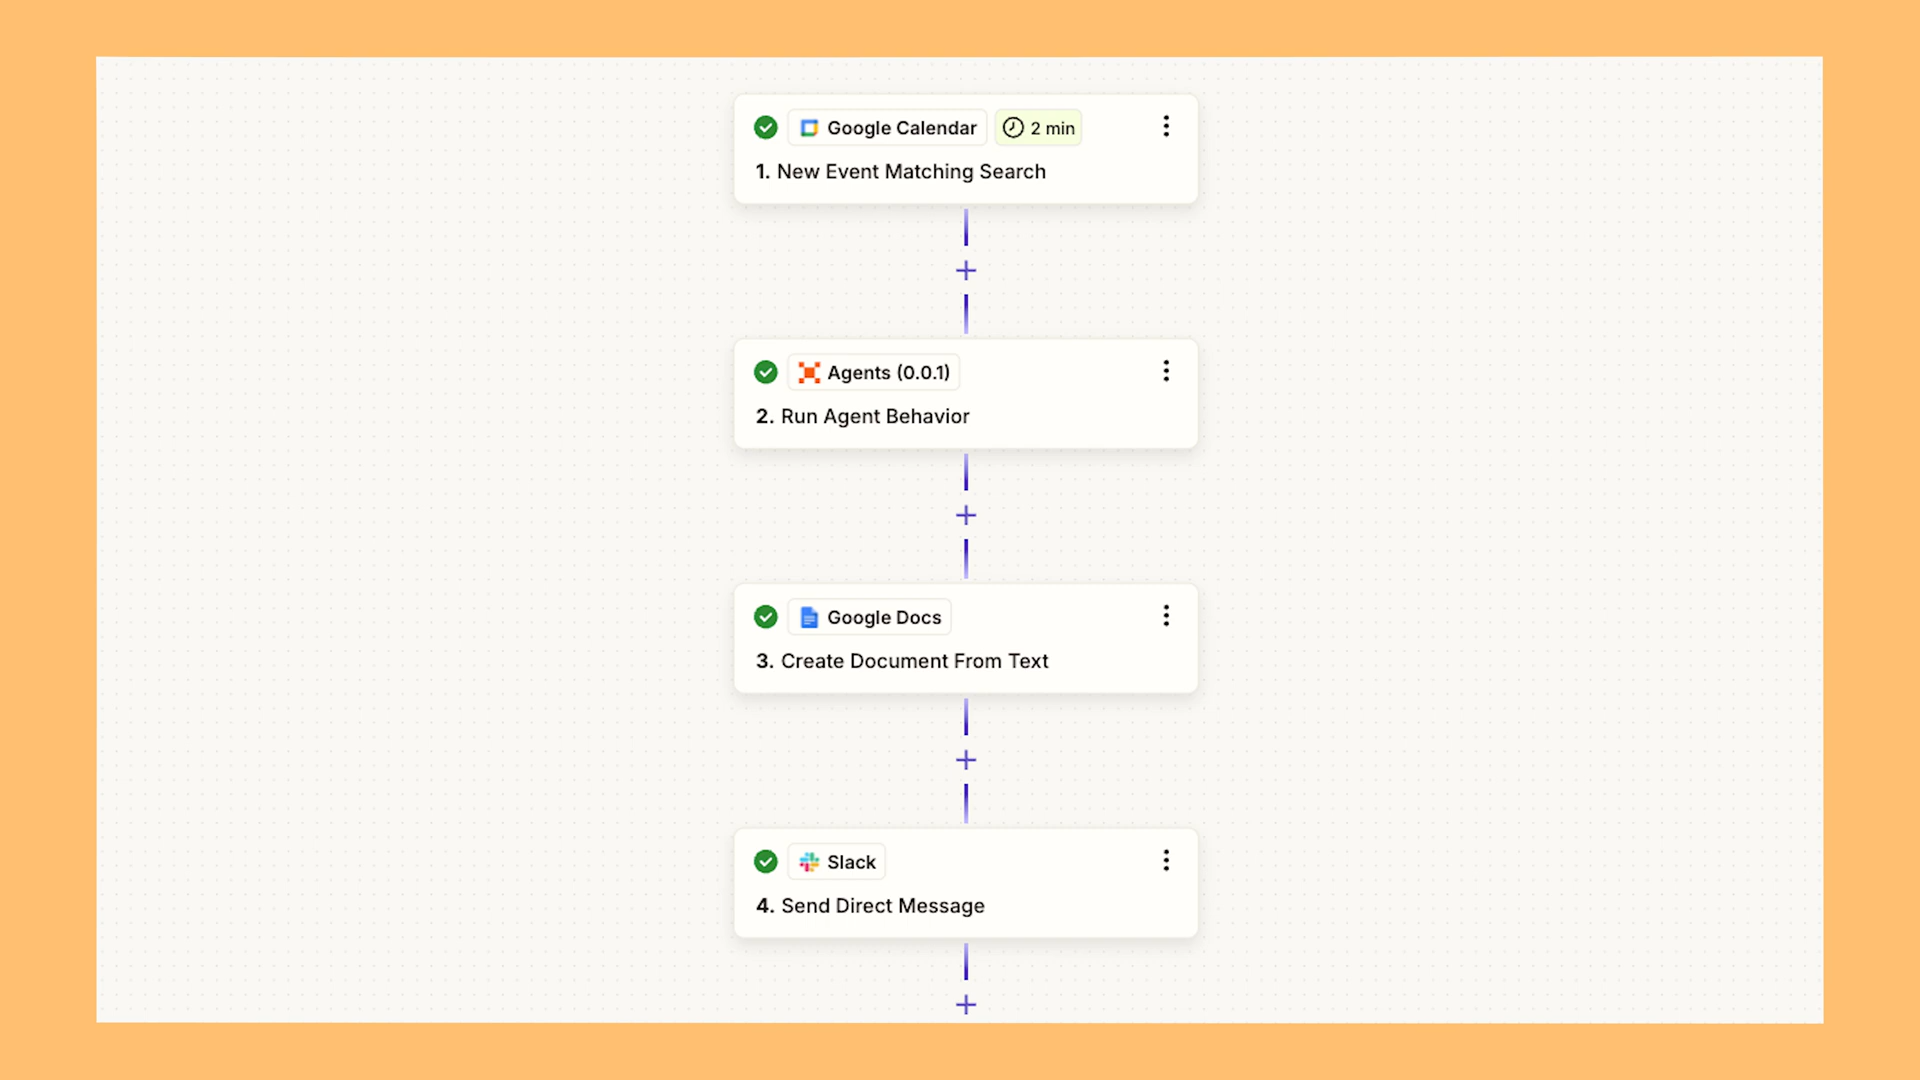 Google Calendar 2 min
1. New Event Matching Search
Agents (0.0.1)
2. Run Agent Behavior
Google Docs
3. Create Document From Text
Slack
4. Send Direct Message